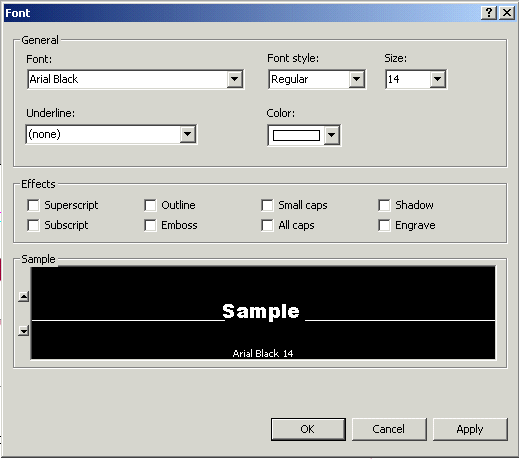 Font
General
Font: Font style: Size:
Arial Black Regular 14
Underline: Color:
(none)
Effects
Superscript Outline Small caps Shadow
Subscript Emboss All caps Engrave
Sample
Sample
Arial Black 14
OK Cancel Apply